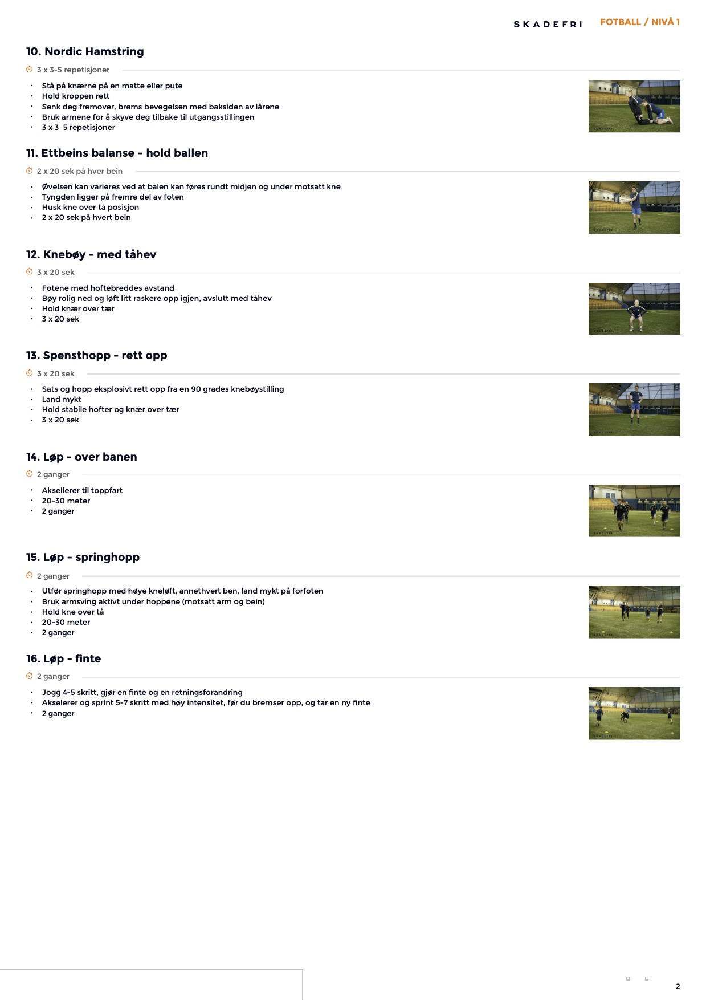 SKADEFRI FOTBALL / NIVÅ 1
10. Nordic Hamstring
3 x 3-5 repetisjoner
· Stå på knærne på en matte eller pute
· Hold kroppen rett
· Senk deg fremover, brems bevegelsen med baksiden av lårene
· Bruk armene for å skyve deg tilbake til utgangsstillingen
· 3 x 3–5 repetisjoner
SKADEFRI
11. Ettbeins balanse - hold ballen
2 x 20 sek på hver bein
· Øvelsen kan varieres ved at balen kan føres rundt midjen og under motsatt kne
· Tyngden ligger på fremre del av foten
· Husk kne over tå posisjon
· 2 x 20 sek på hvert bein
SKADEFRI
12. Knebøy - med tåhev
3 x 20 sek
· Fotene med hoftebreddes avstand
· Bøy rolig ned og løft litt raskere opp igjen, avslutt med tåhev
· Hold knær over tær
· 3 x 20 sek
SKADEFRI
13. Spensthopp - rett opp
3 x 20 sek
· Sats og hopp eksplosivt rett opp fra en 90 grades knebøystilling
· Land mykt
· Hold stabile hofter og knær over tær
· 3 x 20 sek
SKADEFRI
14. Løp - over banen
2 ganger
· Aksellerer til toppfart
· 20-30 meter
· 2 ganger
SKADEFRI
15. Løp - springhopp
2 ganger
· Utfør springhopp med høye kneløft, annethvert ben, land mykt på forfoten
· Bruk armsving aktivt under hoppene (motsatt arm og bein)
· Hold kne over tå
· 20-30 meter
· 2 ganger
SKADEFRI
16. Løp - finte
2 ganger
· Jogg 4-5 skritt, gjør en finte og en retningsforandring
· Akselerer og sprint 5-7 skritt med høy intensitet, før du bremser opp, og tar en ny finte
· 2 ganger
SKADEFRI
2